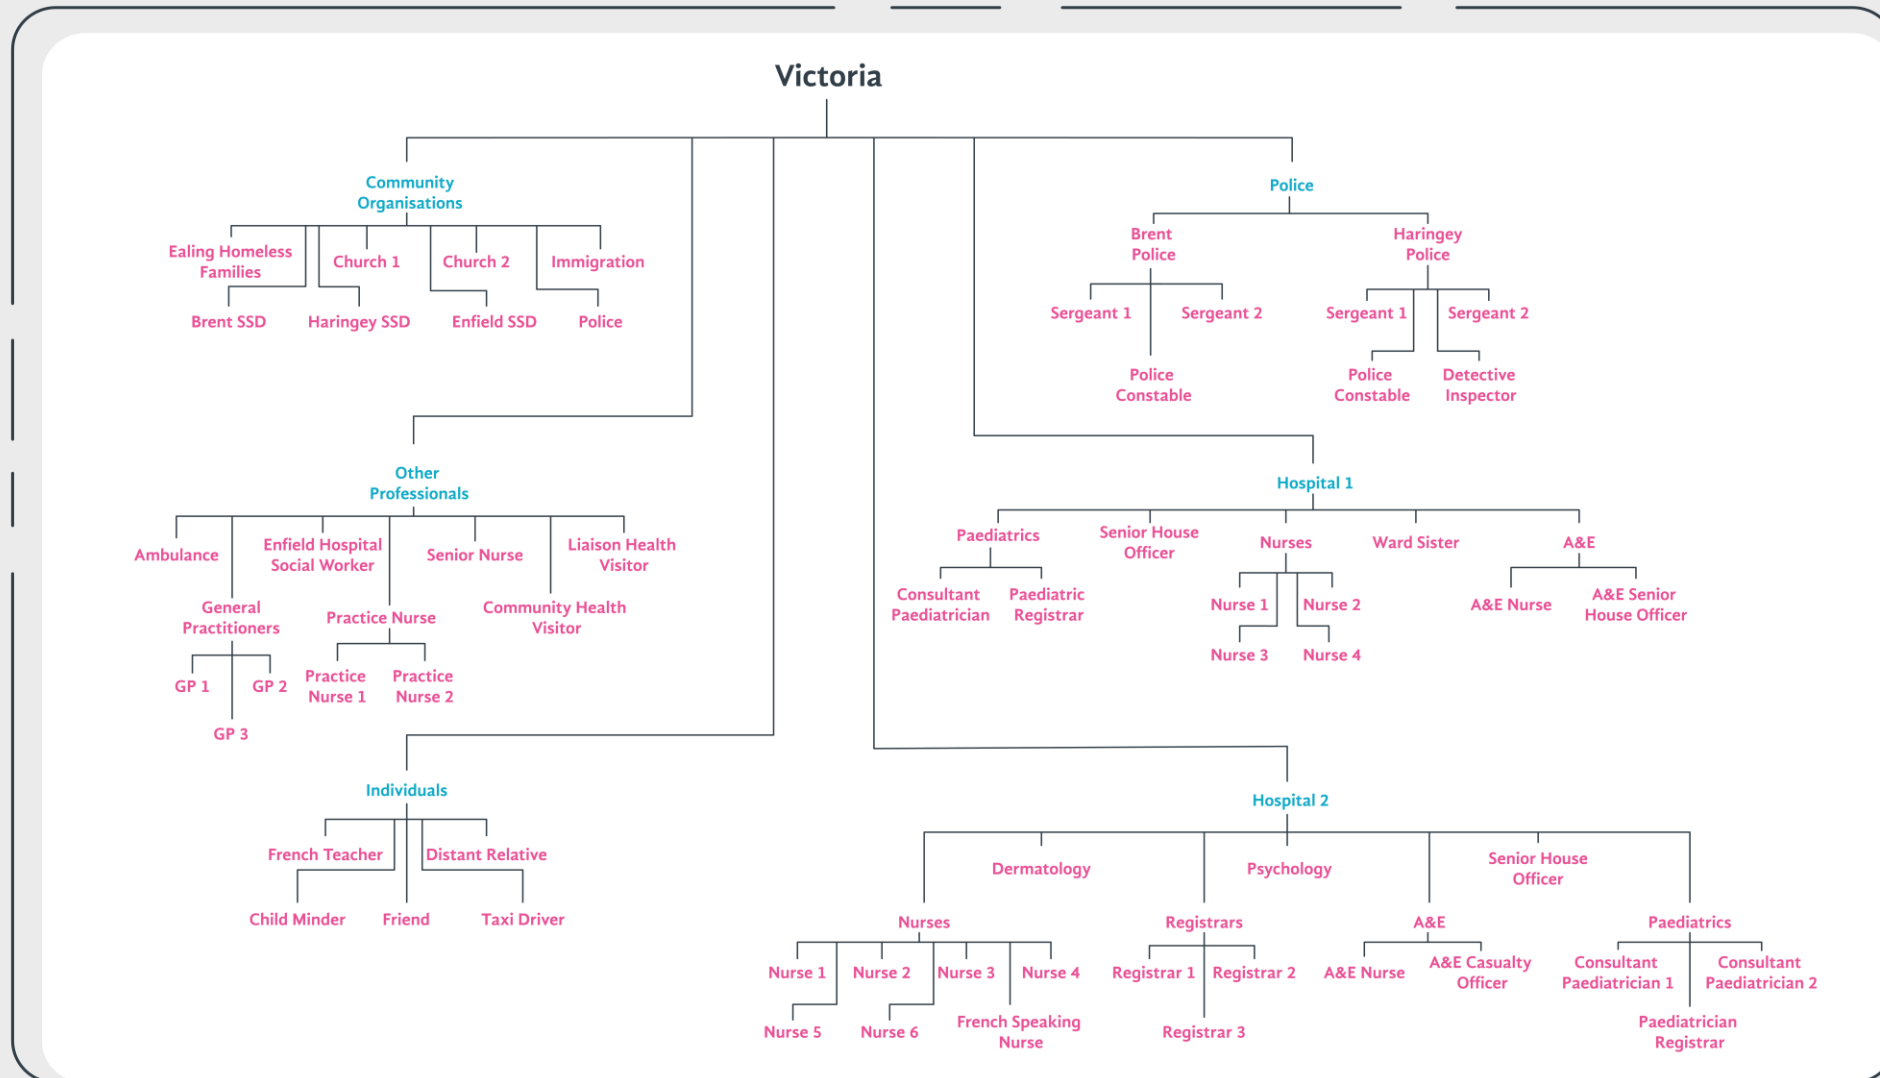 Victoria
Community
Organisations
Ealing Homeless
Families
Church 1
Church 2
Immigration
Brent SSD
Haringey SSD
Enfield SSD
Police
Police
Brent
Police
Haringey
Police
Sergeant 1
Sergeant 2
Sergeant 1
Sergeant 2
Police
Constable
Police
Constable
Detective
Inspector
Other
Professionals
Ambulance
Enfield Hospital
Social Worker
Senior Nurse
Liaison Health
Visitor
General
Practitioners
Practice Nurse
Community Health
Visitor
GP 1
GP 2
Practice
Nurse 1
Practice
Nurse 2
GP 3
Hospital 1
Paediatrics
Senior House
Officer
Nurses
Ward Sister
A&E
Consultant
Paediatrician
Paediatric
Registrar
Nurse 1
Nurse 2
A&E Nurse
A&E Senior
House Officer
Nurse 3
Nurse 4
Individuals
French Teacher
Distant Relative
Child Minder
Friend
Taxi Driver
Hospital 2
Dermatology
Psychology
Senior House
Officer
Nurses
Registrars
A&E
Paediatrics
Nurse 1
Nurse 2
Nurse 3
Nurse 4
Registrar 1
Registrar 2
A&E Nurse
A&E Casualty
Officer
Consultant
Paediatrician 1
Consultant
Paediatrician 2
Nurse 5
Nurse 6
French Speaking
Nurse
Registrar 3
Paediatrician
Registrar